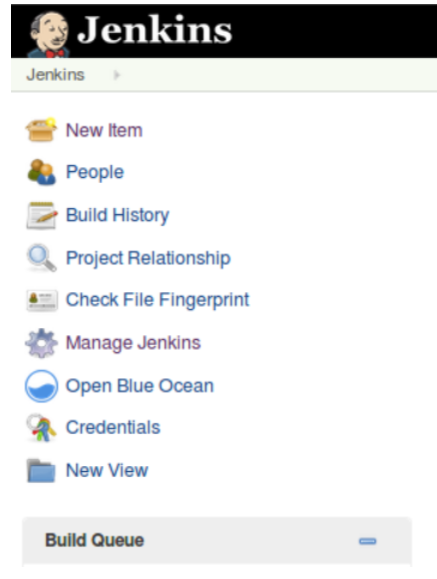 Jenkins
Jenkins
New Item
People
Build History
Project Relationship
Check File Fingerprint
Manage Jenkins
Open Blue Ocean
Credentials
New View
Build Queue